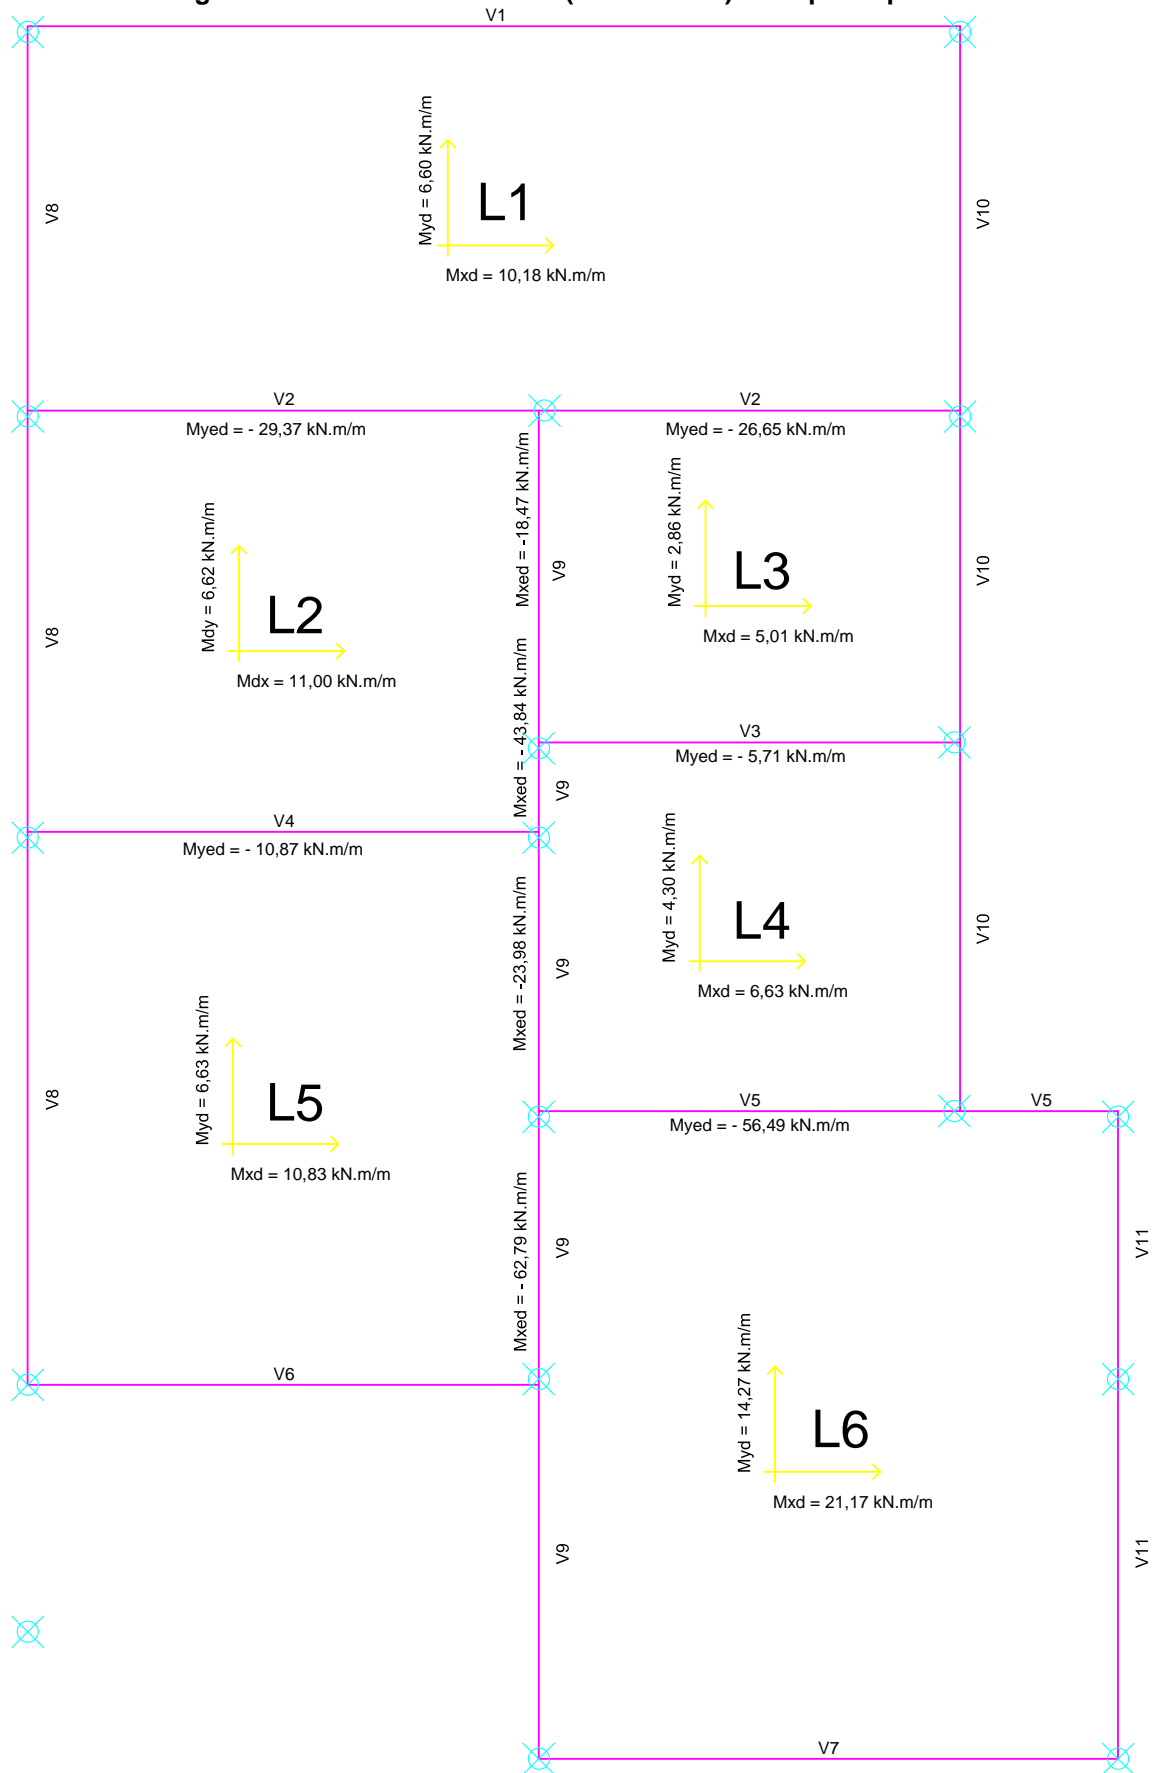 V1
Myd = 6,60 kN.m/m
L1
V8
V10
Mxd = 10,18 kN.m/m
V2
V2
Myed = - 29,37 kN.m/m
Myed = - 26,65 kN.m/m
Mxed = -18,47 kN.m/m
Myd = 2,86 kN.m/m
Mdy = 6,62 kN.m/m
L3
V9
V10
L2
V8
Mxd = 5,01 kN.m/m
Mdx = 11,00 kN.m/m
Mxed = - 43,84 kN.m/m
V3
Myed = - 5,71 kN.m/m
V9
V4
Myed = - 10,87 kN.m/m
Myd = 4,30 kN.m/m
L4
V10
Mxed = -23,98 kN.m/m
V9
Mxd = 6,63 kN.m/m
Myd = 6,63 kN.m/m
L5
V8
V5
V5
Myed = - 56,49 kN.m/m
Mxd = 10,83 kN.m/m
Mxed = - 62,79 kN.m/m
V9
V11
V6
Myd = 14,27 kN.m/m
L6
Mxd = 21,17 kN.m/m
V9
V11
V7